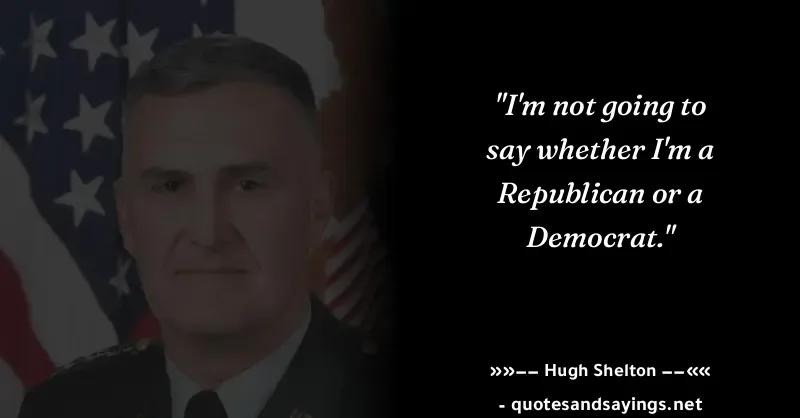 "I'm not going to
say whether I'm a
Republican or a
Democrat."
»»−− Hugh Shelton −−««
- quotesandsayings.net